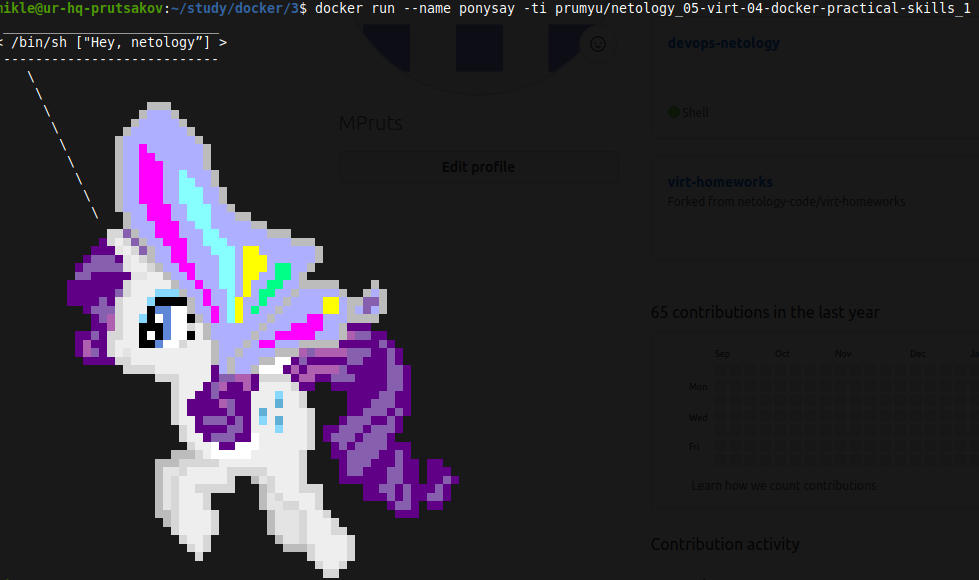 mikle@ur-hq-prutsakov:~/study/docker/3$ docker run --name ponysay -ti prumyu/netology_05-virt-04-docker-practical-skills_1
< /bin/sh ["Hey, netology”] >
devops-netology
Shell
MPruts
Edit profile
virt-homeworks
Forked from netology-code/virt-homeworks
65 contributions in the last year
Sep Oct Nov Dec
Mon
Wed
Fri
Learn how we count contributions
Contribution activity